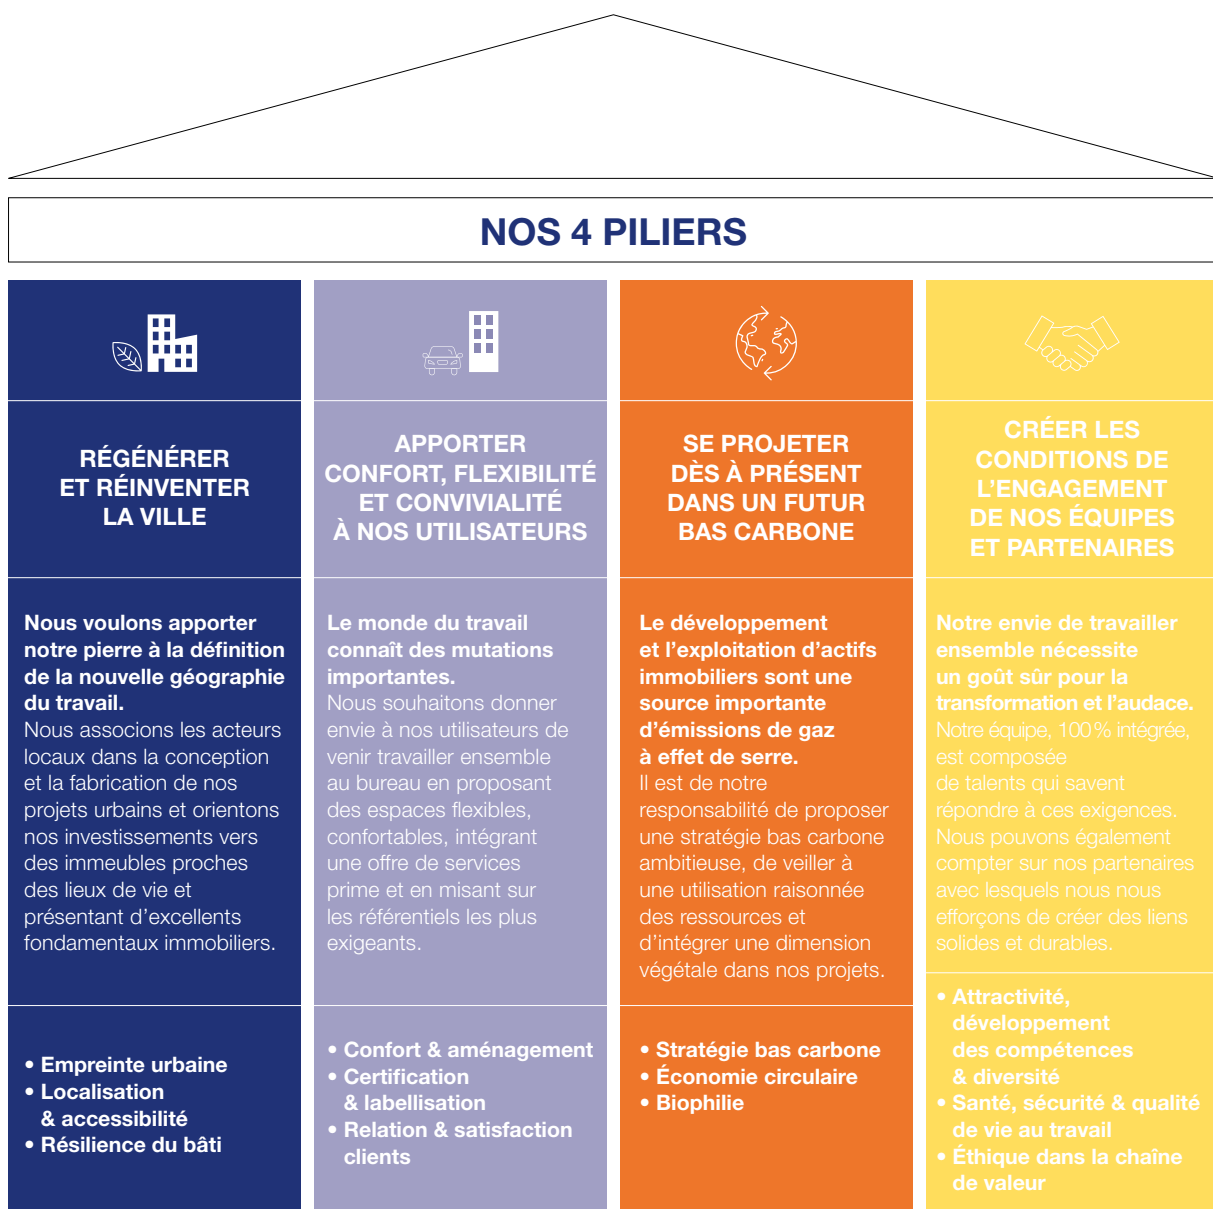 NOS 4 PILIERS
RÉGÉNÉRER
ET RÉINVENTER
LA VILLE
Nous voulons apporter
notre pierre à la définition
de la nouvelle géographie
du travail.
Nous associons les acteurs
locaux dans la conception
et la fabrication de nos
projets urbains et orientons
nos investissements vers
des immeubles proches
des lieux de vie et
présentant d'excellents
fondamentaux immobiliers.
• Empreinte urbaine
• Localisation
& accessibilité
• Résilience du bâti
APPORTER
CONFORT, FLEXIBILITÉ
ET CONVIVIALITÉ
À NOS UTILISATEURS
Le monde du travail
connaît des mutations
importantes.
Nous souhaitons donner
envie à nos utilisateurs de
venir travailler ensemble
au bureau en proposant
des espaces flexibles,
confortables, intégrant
une offre de services
prime et en misant sur
les référentiels les plus
exigeants.
• Confort & aménagement
• Certification
& labellisation
• Relation & satisfaction
clients
SE PROJETER
DÈS À PRÉSENT
DANS UN FUTUR
BAS CARBONE
Le développement
et l'exploitation d'actifs
immobiliers sont une
source importante
d'émissions de gaz
à effet de serre.
Il est de notre
responsabilité de proposer
une stratégie bas carbone
ambitieuse, de veiller à
une utilisation raisonnée
des ressources et
d'intégrer une dimension
végétale dans nos projets.
• Stratégie bas carbone
• Économie circulaire
• Biophilie
CRÉER LES
CONDITIONS DE
L'ENGAGEMENT
DE NOS ÉQUIPES
ET PARTENAIRES
Notre envie de travailler
ensemble nécessite
un goût sûr pour la
transformation et l'audace.
Notre équipe, 100 % intégrée,
est composée
de talents qui savent
répondre à ces exigences.
Nous pouvons également
compter sur nos partenaires
avec lesquels nous nous
efforçons de créer des liens
solides et durables.
• Attractivité,
développement
des compétences
& diversité
• Santé, sécurité & qualité
de vie au travail
• Éthique dans la chaîne
de valeur